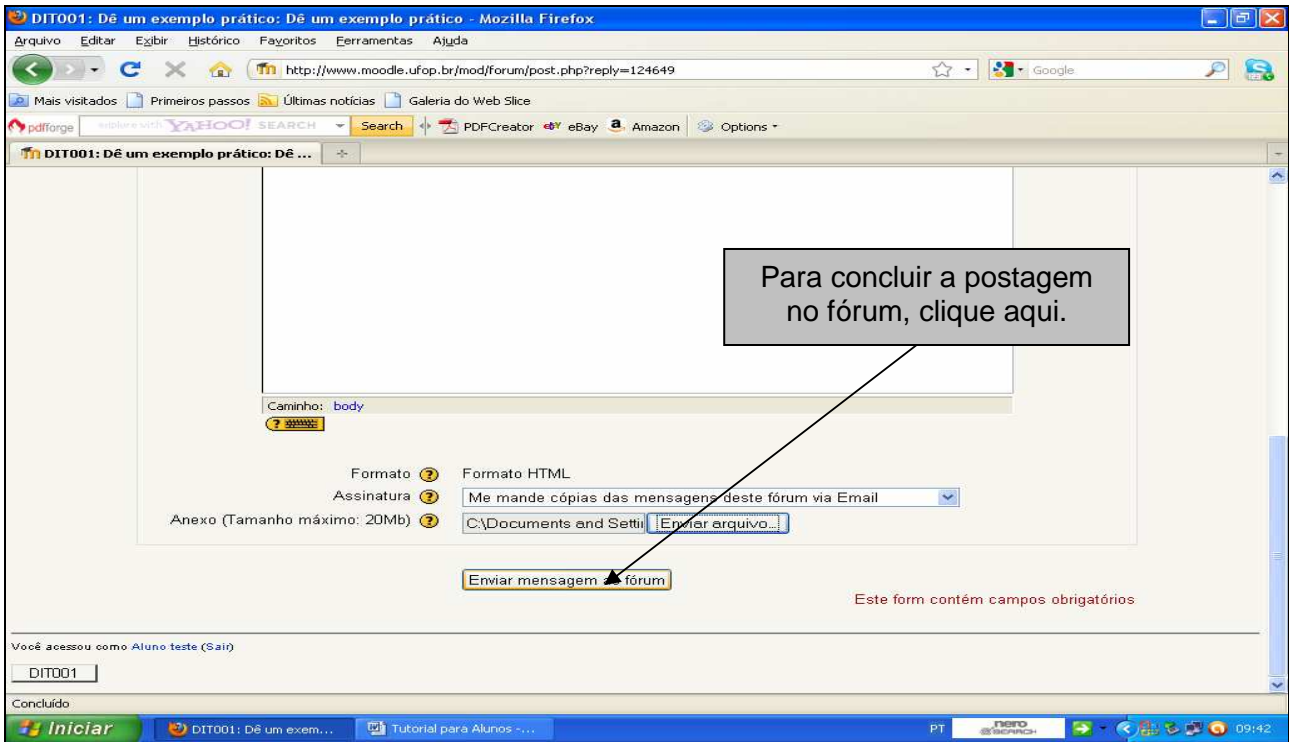 DIT001: Dê um exemplo prático: Dê um exemplo prático - Mozilla Firefox
Arquivo Editar Exibir Histórico Favoritos Ferramentas Ajuda
http://www.moodle.ufop.br/mod/forum/post.php?reply=124649 Google
Mais visitados Primeiros passos Últimas notícias Galeria do Web Slice
pdfforge YAHOO! SEARCH Search PDFCreator eBay Amazon Options
DIT001: Dê um exemplo prático: Dê ...
Para concluir a postagem
no fórum, clique aqui.
Caminho: body
Formato Formato HTML
Assinatura Me mande cópias das mensagens deste fórum via Email
Anexo (Tamanho máximo: 20Mb) C:\Documents and Settin Enviar arquivo...
Enviar mensagem ao fórum
Este form contém campos obrigatórios
Você acessou como Aluno teste (Sair)
DIT001
Concluído
Iniciar DIT001: Dê um exem... Tutorial para Alunos -... PT nero SEARCH 09:42